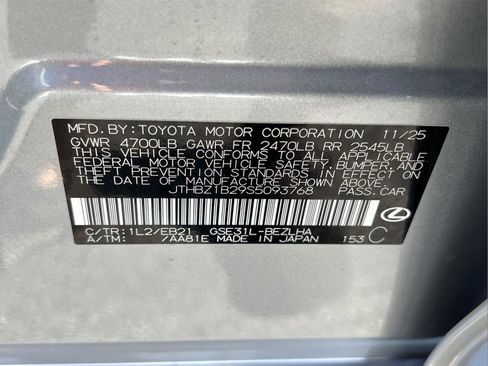 MFD. BY: TOYOTA MOTOR CORPORATION 11/25
GVWR 4700LB GAWR FR 2470LB RR 2545LB
THIS VEHICLE CONFORMS TO ALL APPLICABLE
FEDERAL MOTOR VEHICLE SAFETY, BUMPER, AND
THEFT PREVENTION STANDARDS IN EFFECT ON
THE DATE OF MANUFACTURE SHOWN ABOVE.
JTHBZ1B29S5093768 PASS.CAR
C/TR:1L2/EB21 GSE31L-BEZLHA
A/TM: /AA81E MADE IN JAPAN 153 C